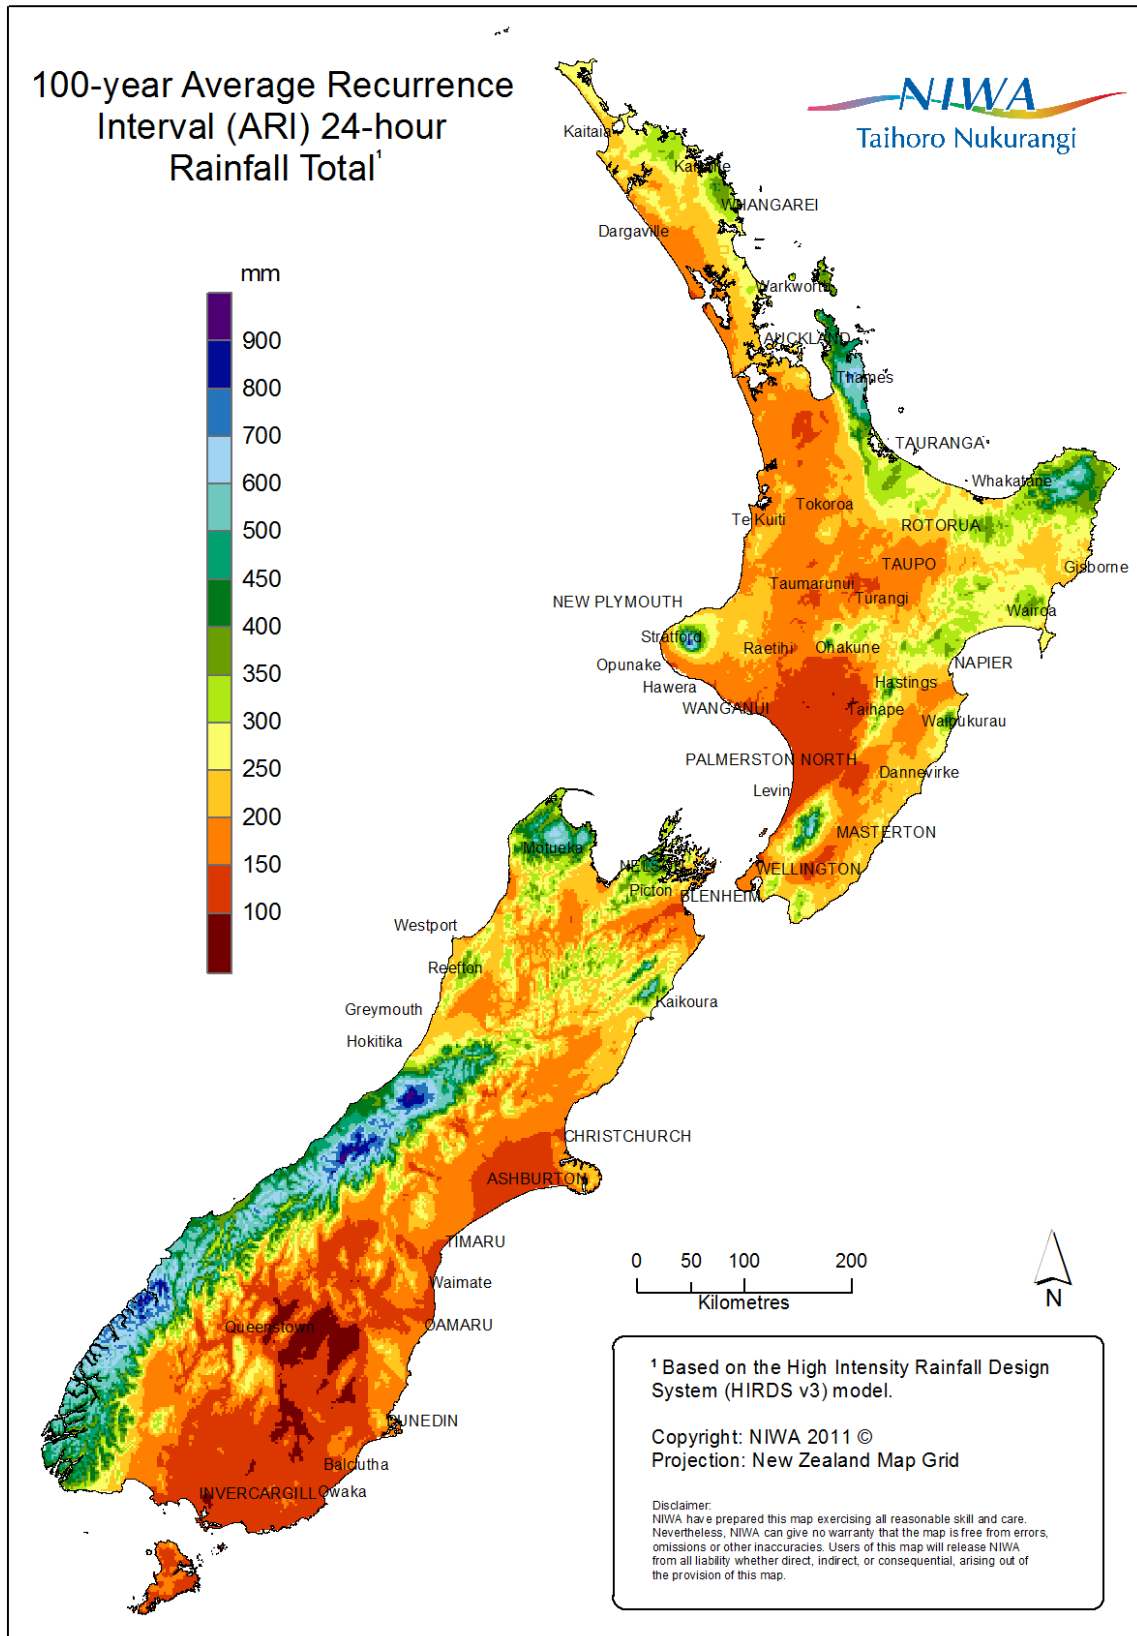 100-year Average Recurrence
Interval (ARI) 24-hour
Rainfall Total¹
NIWA
Taihoro Nukurangi
mm
900
800
700
600
500
450
400
350
300
250
200
150
100
Kaitaia
Kaikohe
WHANGAREI
Dargaville
Warkworth
AUCKLAND
Thames
TAURANGA
Whakatane
Tokoroa
Te Kuiti
ROTORUA
TAUPO
Gisborne
Taumarunui
Turangi
NEW PLYMOUTH
Wairoa
Stratford
Raetihi
Ohakune
Opunake
NAPIER
Hawera
Hastings
WANGANUI
Taihape
Waipukurau
PALMERSTON NORTH
Dannevirke
Levin
MASTERTON
Motueka
NELSON
WELLINGTON
Picton
BLENHEIM
Westport
Reefton
Kaikoura
Greymouth
Hokitika
CHRISTCHURCH
ASHBURTON
TIMARU
Waimate
OAMARU
Queenstown
DUNEDIN
Balclutha
INVERCARGILL
Owaka
0 50 100 200
Kilometres
N
¹ Based on the High Intensity Rainfall Design
System (HIRDS v3) model.
Copyright: NIWA 2011 ©
Projection: New Zealand Map Grid
Disclaimer:
NIWA have prepared this map exercising all reasonable skill and care.
Nevertheless, NIWA can give no warranty that the map is free from errors,
omissions or other inaccuracies. Users of this map will release NIWA
from all liability whether direct, indirect, or consequential, arising out of
the provision of this map.